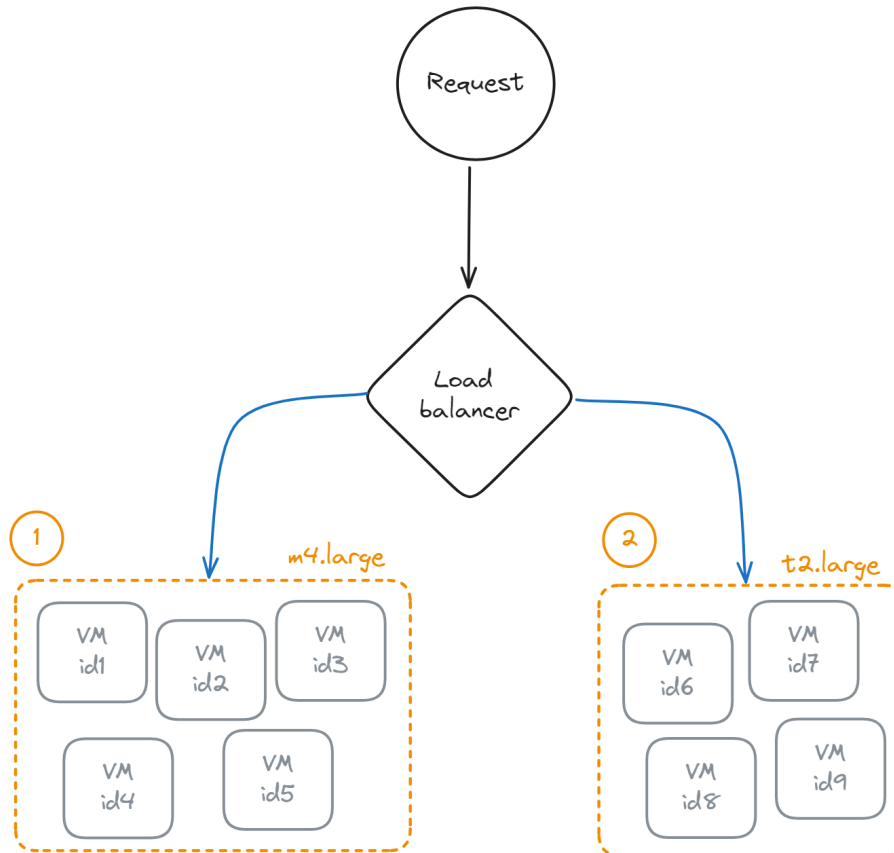 Request
Load
balancer
1
m4.large
2
t2.large
VM
id1
VM
id2
VM
id3
VM
id4
VM
id5
VM
id6
VM
id7
VM
id8
VM
id9